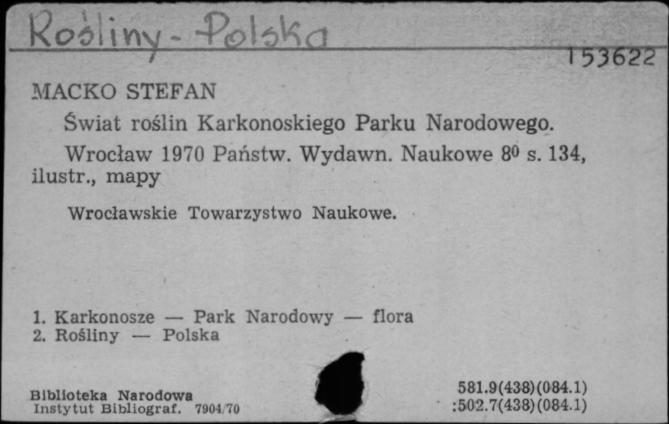 Rośliny - Polska
153622
MACKO STEFAN
Świat roślin Karkonoskiego Parku Narodowego.
Wrocław 1970 Państw. Wydawn. Naukowe 8º s. 134,
ilustr., mapy
Wrocławskie Towarzystwo Naukowe.
1. Karkonosze — Park Narodowy — flora
2. Rośliny — Polska
Biblioteka Narodowa
Instytut Bibliograf. 7904/70
581.9(438)(084.1)
:502.7(438)(084.1)